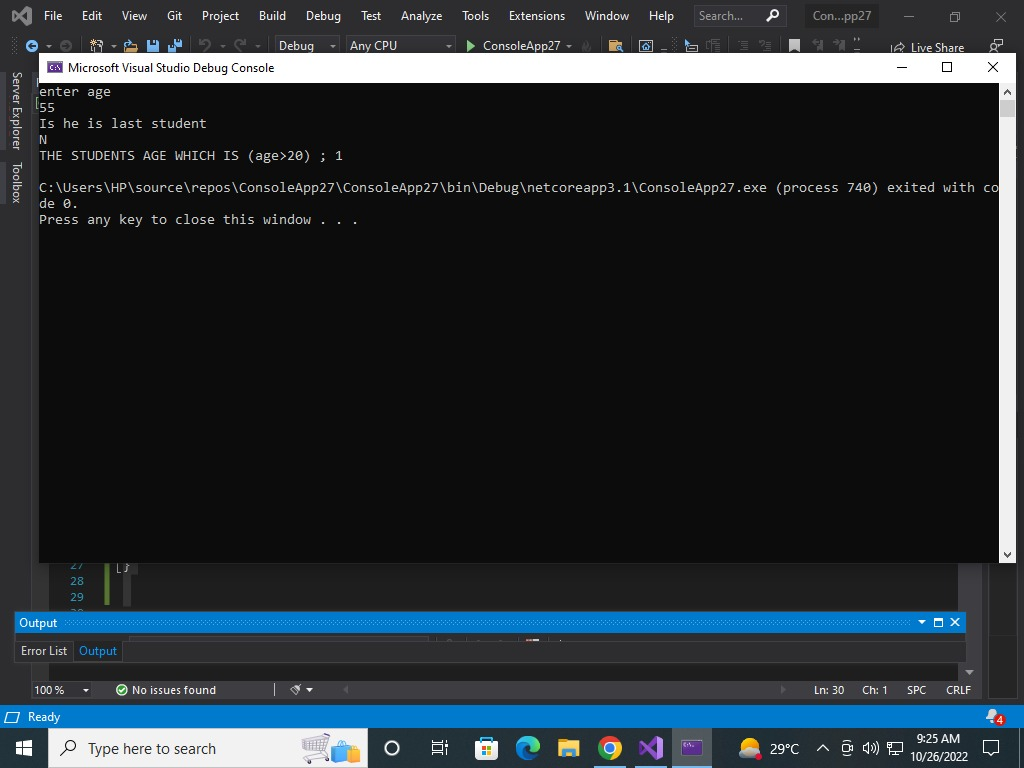 File Edit View Git Project Build Debug Test Analyze Tools Extensions Window Help Search... Con...pp27
Debug Any CPU ConsoleApp27 Live Share
Microsoft Visual Studio Debug Console
Server Explorer
Toolbox
enter age
55
Is he is last student
N
THE STUDENTS AGE WHICH IS (age>20) ; 1
C:\Users\HP\source\repos\ConsoleApp27\ConsoleApp27\bin\Debug\netcoreapp3.1\ConsoleApp27.exe (process 740) exited with co
de 0.
Press any key to close this window . . .
27 }
28
29
Output
Error List Output
100 % No issues found Ln: 30 Ch: 1 SPC CRLF
Ready 4
Type here to search 29°C 9:25 AM
10/26/2022